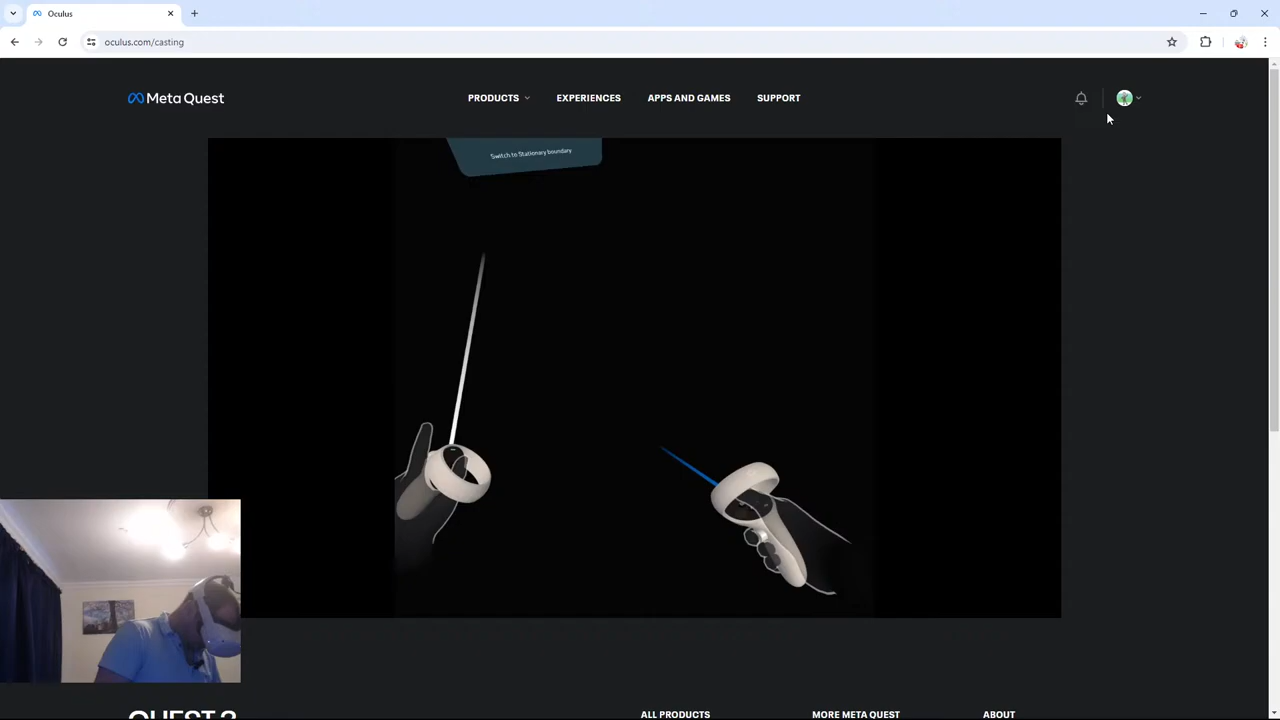 Oculus
oculus.com/casting
Meta Quest
PRODUCTS
EXPERIENCES
APPS AND GAMES
SUPPORT
Switch to Stationary boundary
ALL PRODUCTS
MORE META QUEST
ABOUT